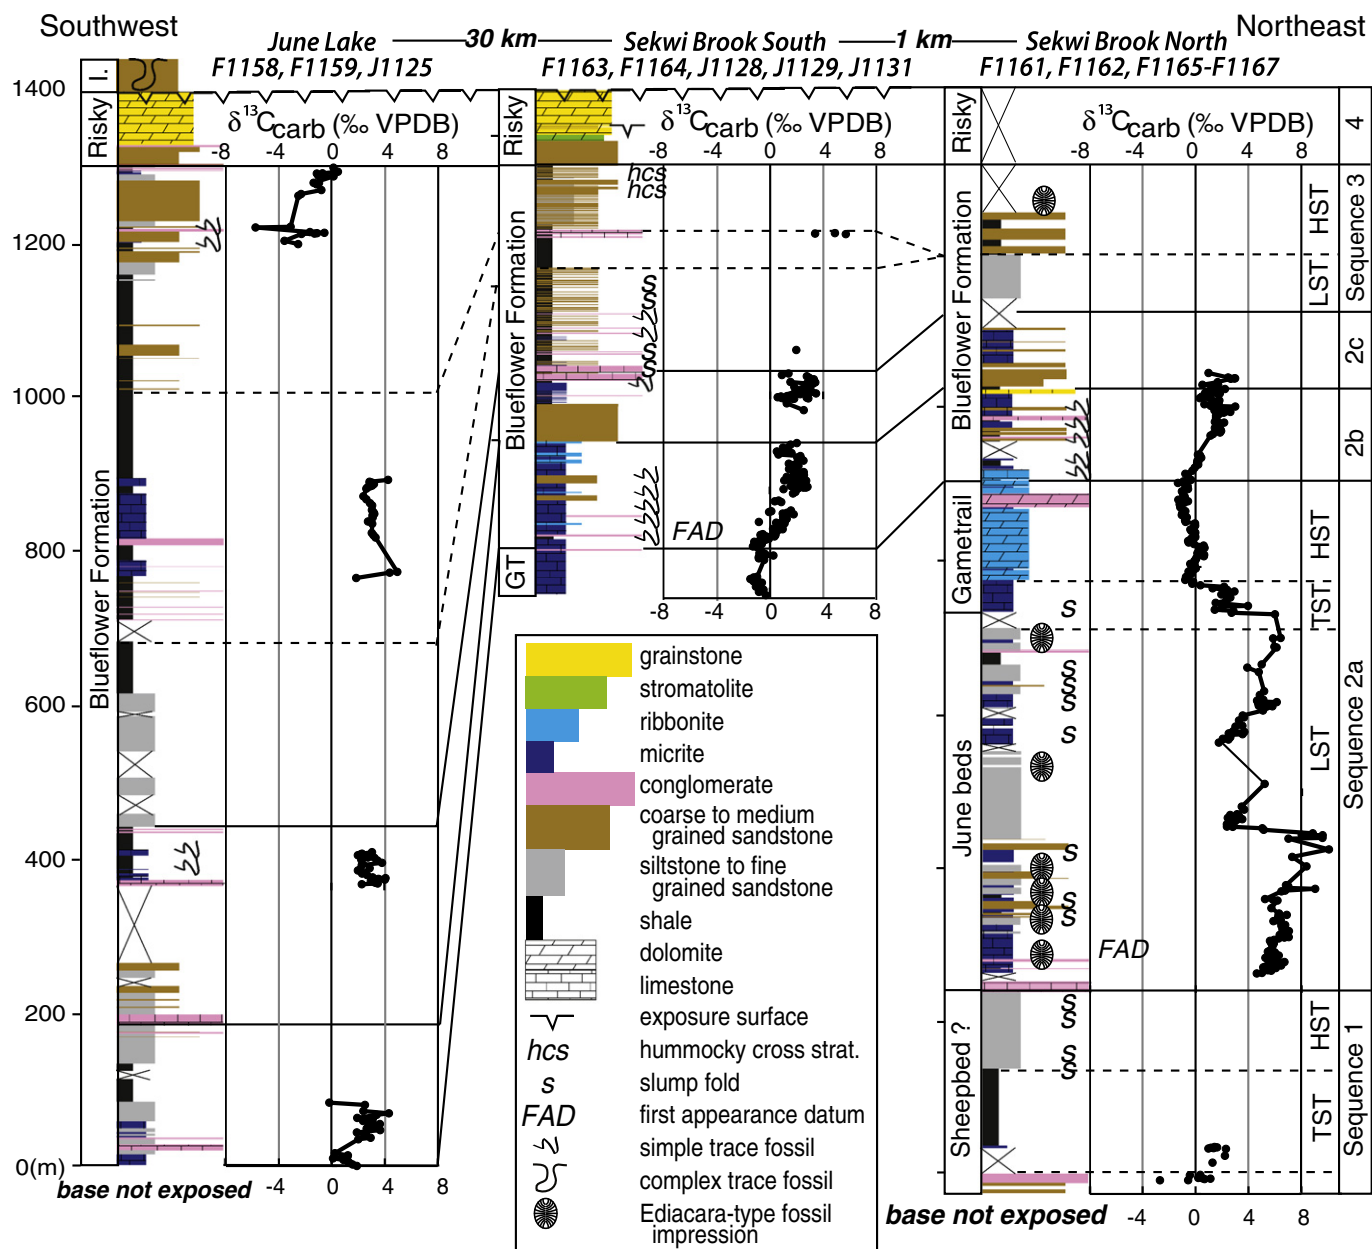 Southwest
Northeast
June Lake
30 km
Sekwi Brook South
1 km
Sekwi Brook North
F1158, F1159, J1125
F1163, F1164, J1128, J1129, J1131
F1161, F1162, F1165-F1167
1400
1200
1000
800
600
400
200
0(m)
I.
Risky
Blueflower Formation
δ13Ccarb (‰ VPDB)
-8 -4 0 4 8
-4 0 4 8
base not exposed
Risky
Blueflower Formation
GT
δ13Ccarb (‰ VPDB)
-8 -4 0 4 8
hcs
hcs
s
s
s
s
FAD
-8 -4 0 4 8
Risky
Blueflower Formation
Gametrail
June beds
Sheepbed ?
δ13Ccarb (‰ VPDB)
-8 -4 0 4 8
s
s
s
s
s
s
s
s
FAD
s
s
s
s
base not exposed
-4 0 4 8
4
HST
LST
Sequence 3
2c
2b
HST
TST
LST
Sequence 2a
HST
TST
Sequence 1
grainstone
stromatolite
ribbonite
micrite
conglomerate
coarse to medium
grained sandstone
siltstone to fine
grained sandstone
shale
dolomite
limestone
exposure surface
hcs hummocky cross strat.
s slump fold
FAD first appearance datum
simple trace fossil
complex trace fossil
Ediacara-type fossil
impression